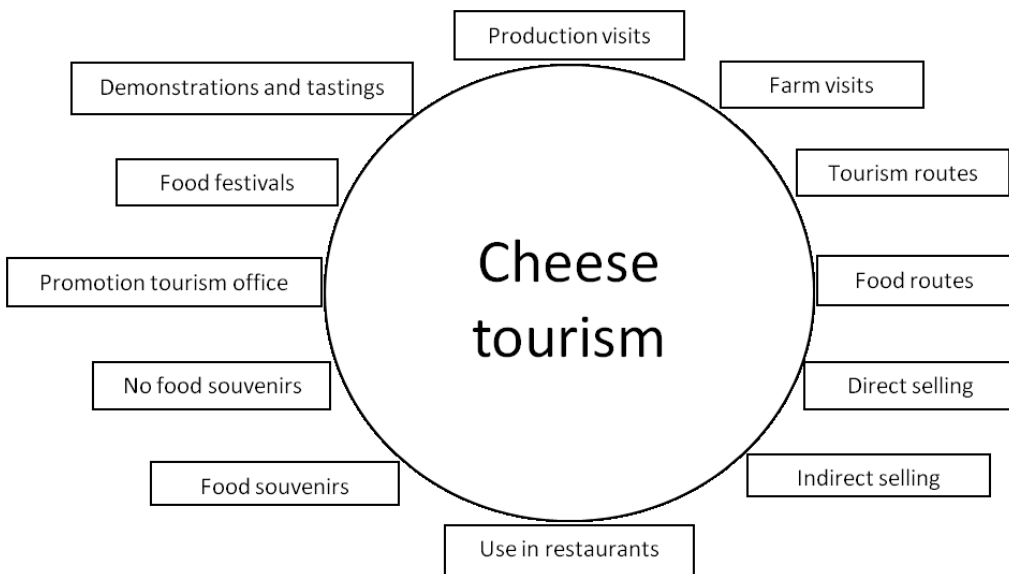 Production visits
Demonstrations and tastings
Farm visits
Food festivals
Tourism routes
Cheese
tourism
Promotion tourism office
Food routes
No food souvenirs
Direct selling
Food souvenirs
Indirect selling
Use in restaurants